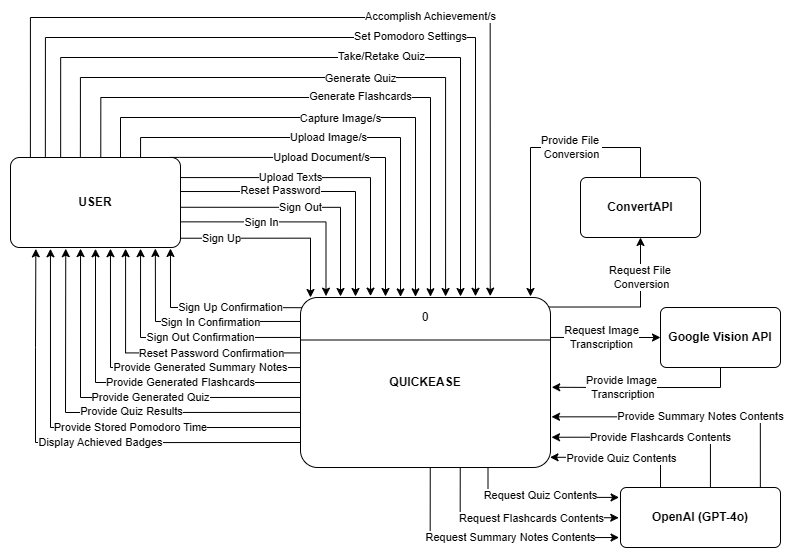 Accomplish Achievement/s
Set Pomodoro Settings
Take/Retake Quiz
Generate Quiz
Generate Flashcards
Capture Image/s
Upload Image/s
Upload Document/s
Upload Texts
Reset Password
Sign Out
Sign In
Sign Up
USER
Provide File
Conversion
ConvertAPI
Request File
Conversion
Sign Up Confirmation
Sign In Confirmation
Sign Out Confirmation
Reset Password Confirmation
Provide Generated Summary Notes
Provide Generated Flashcards
Provide Generated Quiz
Provide Quiz Results
Provide Stored Pomodoro Time
Display Achieved Badges
0
QUICKEASE
Request Image
Transcription
Google Vision API
Provide Image
Transcription
Provide Summary Notes Contents
Provide Flashcards Contents
Provide Quiz Contents
Request Quiz Contents
Request Flashcards Contents
Request Summary Notes Contents
OpenAI (GPT-4o)